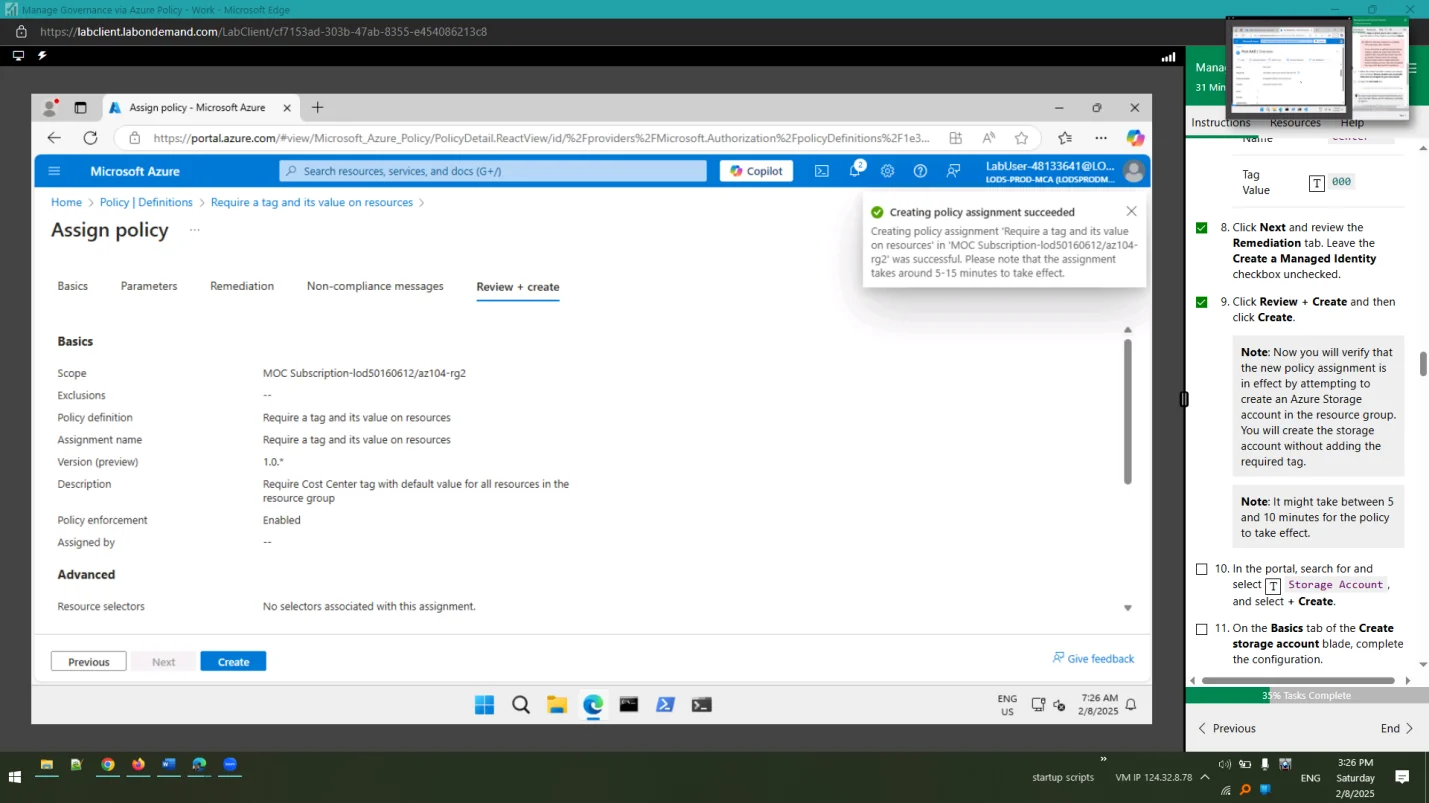 Manage Governance via Azure Policy - Work - Microsoft Edge
https://labclient.labondemand.com/LabClient/cf7153ad-303b-47ab-8355-e454086213c8
Assign policy - Microsoft Azure
https://portal.azure.com/#view/Microsoft_Azure_Policy/PolicyDetail.ReactView/id/%2Fproviders%2FMicrosoft.Authorization%2FpolicyDefinitions%2F1e3...
Microsoft Azure
Search resources, services, and docs (G+/)
Copilot
2
LabUser-48133641@LO...
LODS-PROD-MCA (LODSPRODM...
Home > Policy | Definitions > Require a tag and its value on resources >
Assign policy ...
Creating policy assignment succeeded
Creating policy assignment 'Require a tag and its value
on resources' in 'MOC Subscription-lod50160612/az104-
rg2' was successful. Please note that the assignment
takes around 5-15 minutes to take effect.
Basics Parameters Remediation Non-compliance messages Review + create
Basics
Scope MOC Subscription-lod50160612/az104-rg2
Exclusions --
Policy definition Require a tag and its value on resources
Assignment name Require a tag and its value on resources
Version (preview) 1.0.*
Description Require Cost Center tag with default value for all resources in the
resource group
Policy enforcement Enabled
Assigned by --
Advanced
Resource selectors No selectors associated with this assignment.
Previous Next Create
Give feedback
ENG
US
7:26 AM
2/8/2025
Mana
31 Min
Instructions Resources Help
Name Center
Tag
Value
T 000
8. Click Next and review the
Remediation tab. Leave the
Create a Managed Identity
checkbox unchecked.
9. Click Review + Create and then
click Create.
Note: Now you will verify that
the new policy assignment is
in effect by attempting to
create an Azure Storage
account in the resource group.
You will create the storage
account without adding the
required tag.
Note: It might take between 5
and 10 minutes for the policy
to take effect.
10. In the portal, search for and
select T Storage Account,
and select + Create.
11. On the Basics tab of the Create
storage account blade, complete
the configuration.
35% Tasks Complete
Previous End
startup scripts
VM IP 124.32.8.78
ENG
3:26 PM
Saturday
2/8/2025